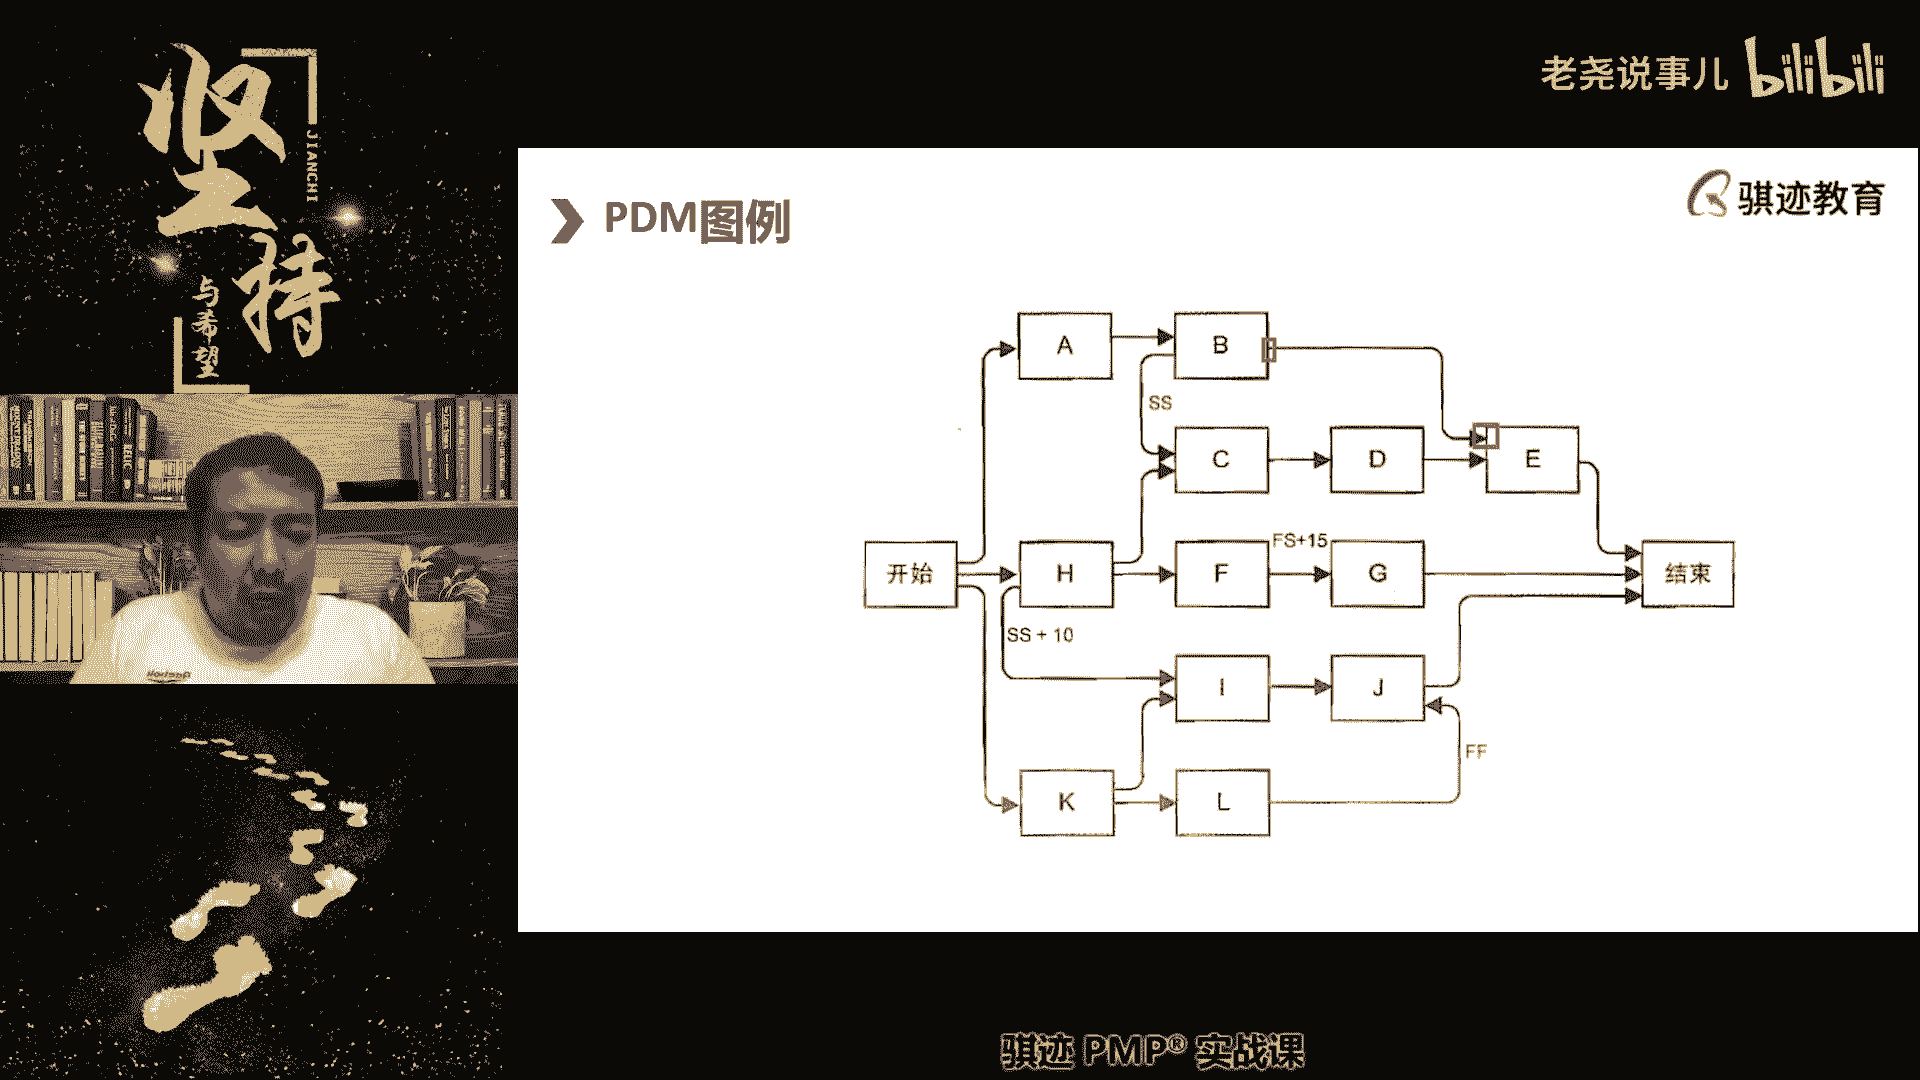 坚持
JIANCHI
与希望
老尧说事儿 bilibili
骐迹教育
PDM图例
A
B
SS
C
D
E
FS+15
开始
H
F
G
结束
SS + 10
I
J
FF
K
L
骐迹 PMP® 实战课